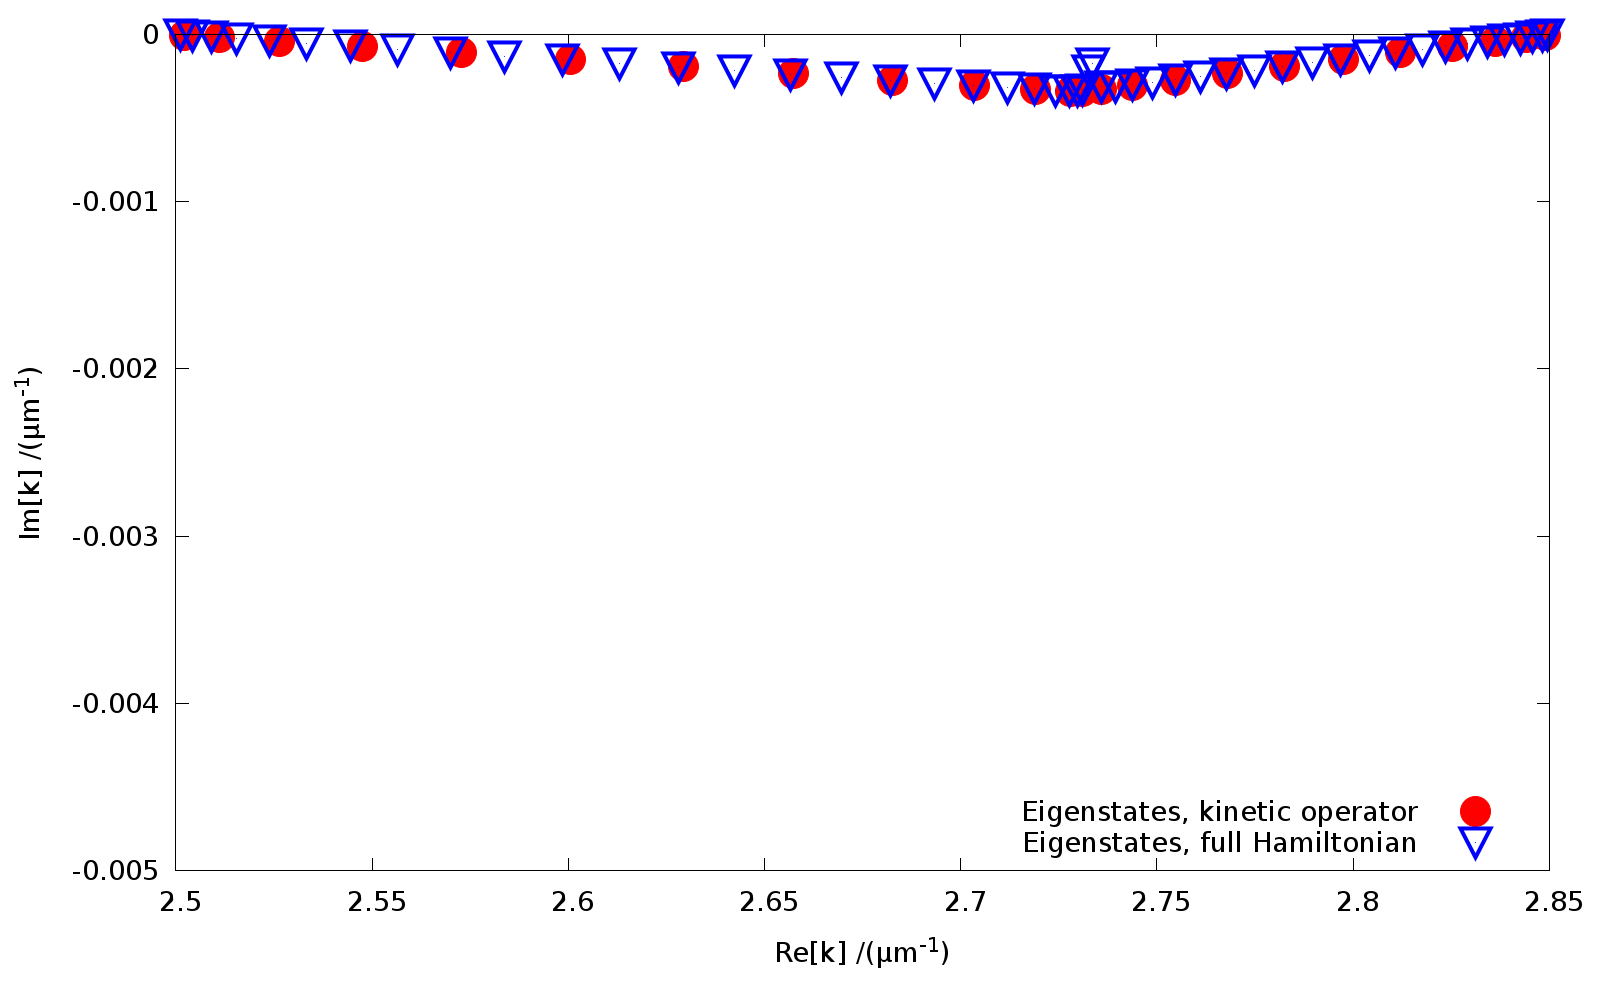 0
-0.001
-0.002
-0.003
-0.004
-0.005
2.5 2.55 2.6 2.65 2.7 2.75 2.8 2.85
Im[k] /(µm⁻¹)
Re[k] /(µm⁻¹)
Eigenstates, kinetic operator
Eigenstates, full Hamiltonian